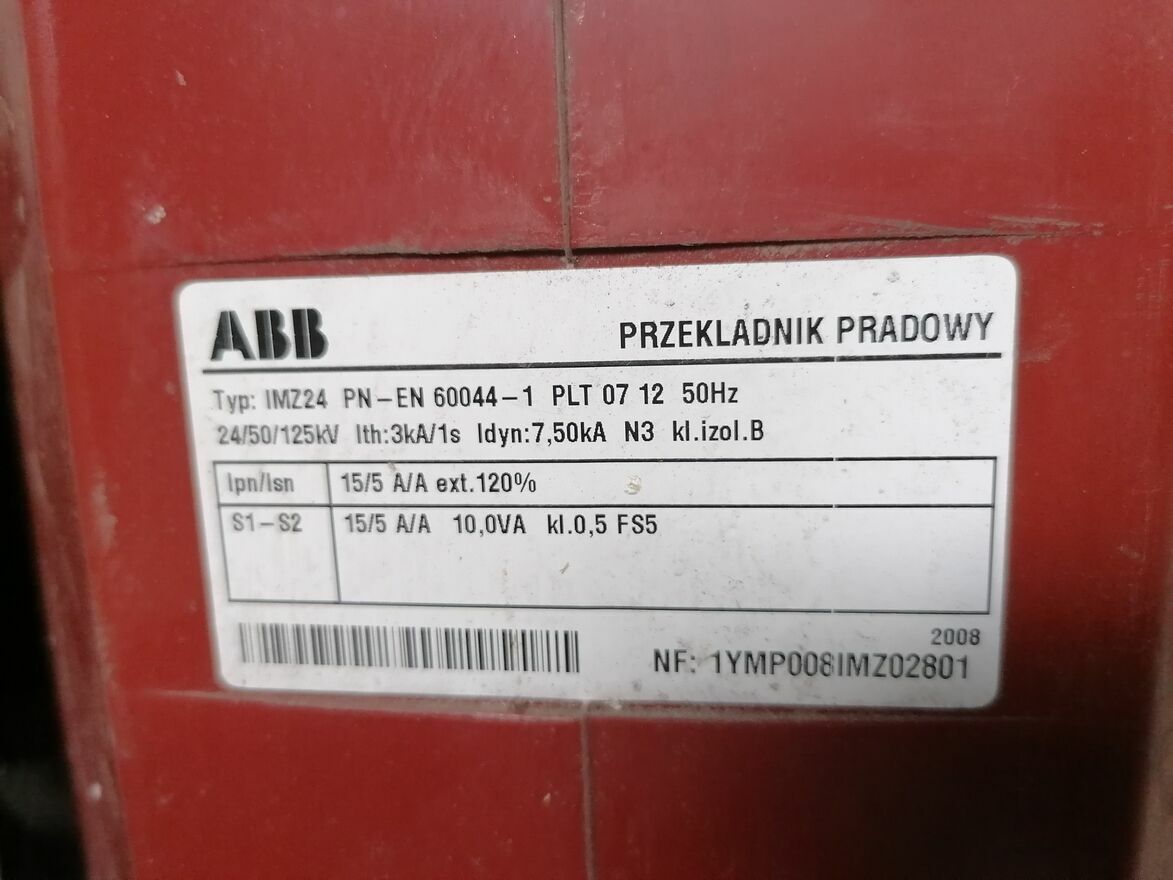 ABB
PRZEKLADNIK PRADOWY
Typ: IMZ24 PN-EN 60044-1 PLT 07 12 50Hz
24/50/125kV Ith:3kA/1s Idyn:7,50kA N3 kl.izol.B
Ipn/Isn 15/5 A/A ext.120%
S1-S2 15/5 A/A 10,0VA kl.0,5 FS5
2008
NF: 1YMP008IMZ02801